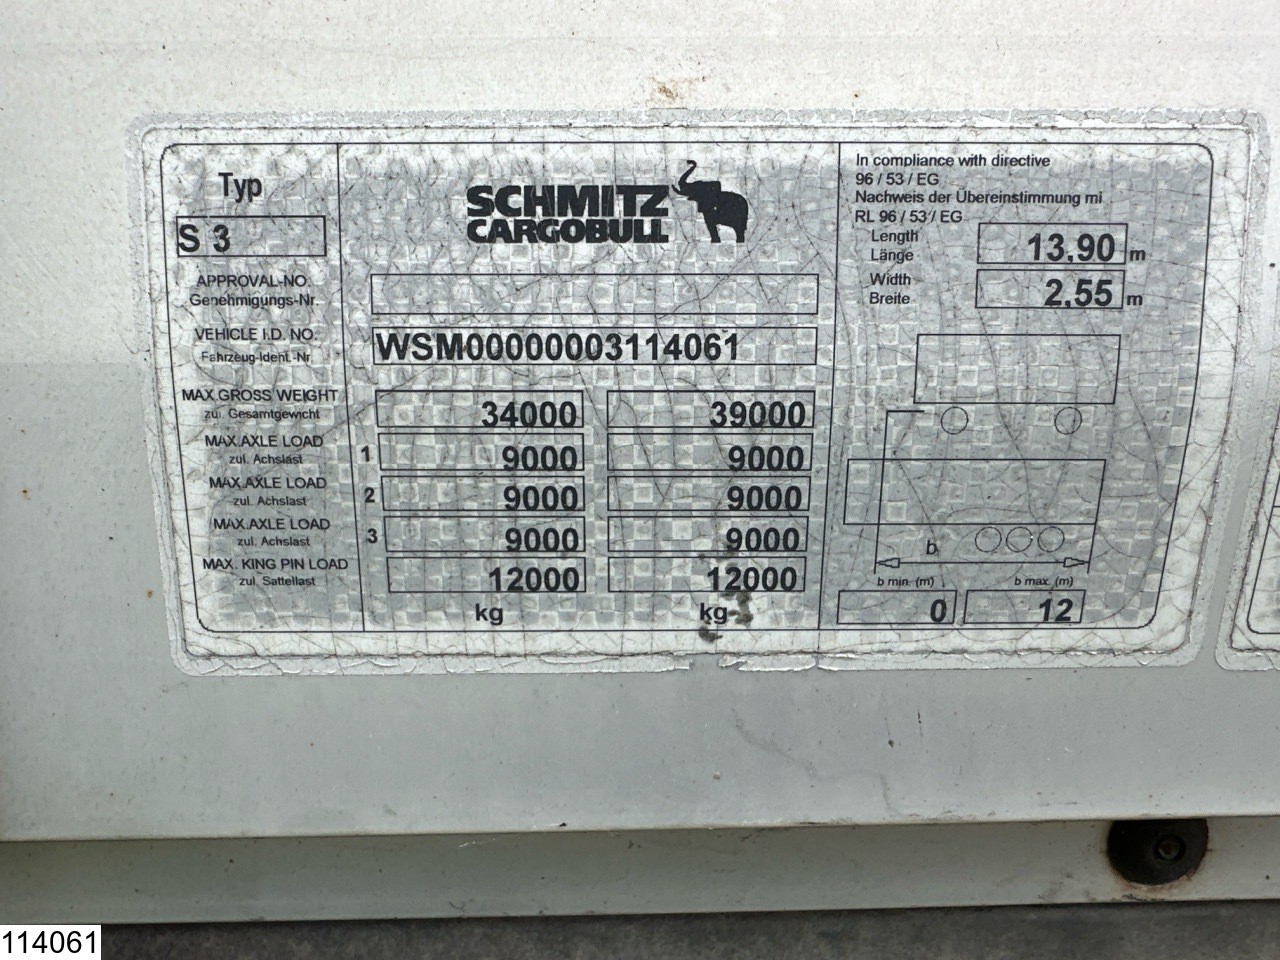 Typ
S 3
SCHMITZ
CARGOBULL
In compliance with directive
96 / 53 / EG
Nachweis der Übereinstimmung mi
RL 96 / 53 / EG
Length
Länge
13,90 m
Width
Breite
2,55 m
APPROVAL-NO.
Genehmigungs-Nr.
VEHICLE I.D. NO.
Fahrzeug-Ident.-Nr.
WSM00000003114061
MAX.GROSS WEIGHT
zul. Gesamtgewicht
34000 39000
MAX.AXLE LOAD
zul. Achslast
1 9000 9000
MAX.AXLE LOAD
zul. Achslast
2 9000 9000
MAX.AXLE LOAD
zul. Achslast
3 9000 9000
MAX. KING PIN LOAD
zul. Sattellast
12000 12000
kg kg
b
b min. (m) b max. (m)
0 12
114061